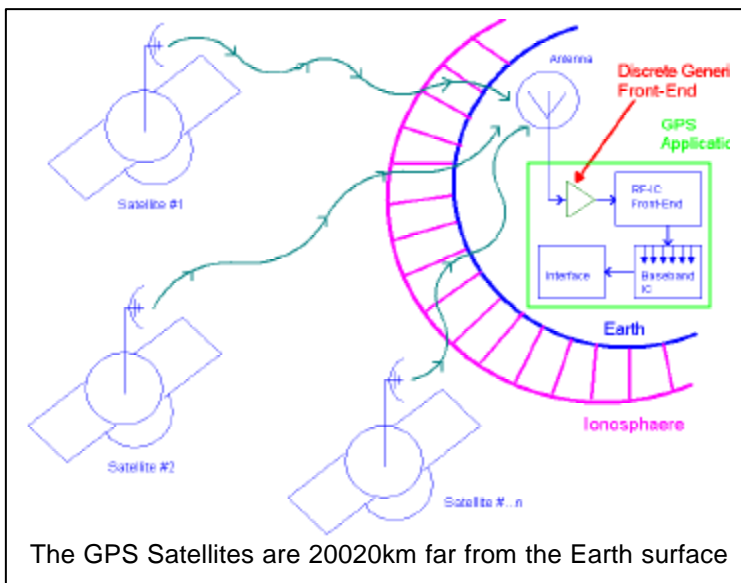 Antenna
Discrete Generi
Front-End
GPS
Applicatic
Satellite #1
RF-IC
Front-End
Interface
Baseband
IC
Earth
Ionosphaere
Satellite #2
Satellite #...n
The GPS Satellites are 20020km far from the Earth surface